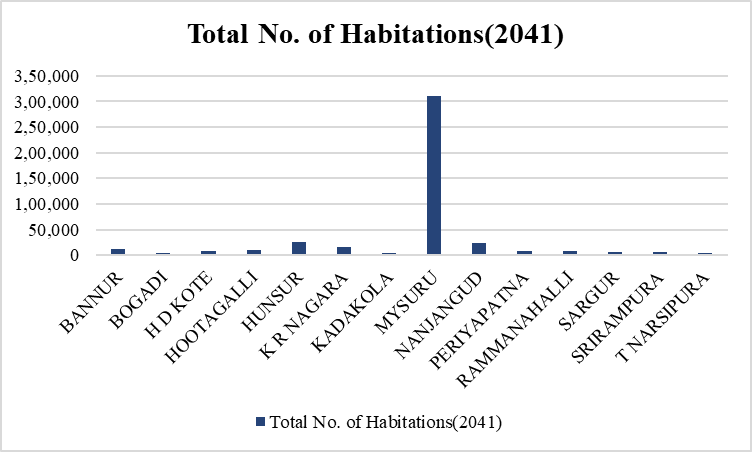 Total No. of Habitations(2041)
3,50,000
3,00,000
2,50,000
2,00,000
1,50,000
1,00,000
50,000
0
BANNUR
BOGADI
H D KOTE
HOOTAGALLI
HUNSUR
K R NAGARA
KADAKOLA
MYSURU
NANJANGUD
PERIYAPATNA
RAMMANAHALLI
SARGUR
SRIRAMPURA
T NARSIPURA
Total No. of Habitations(2041)